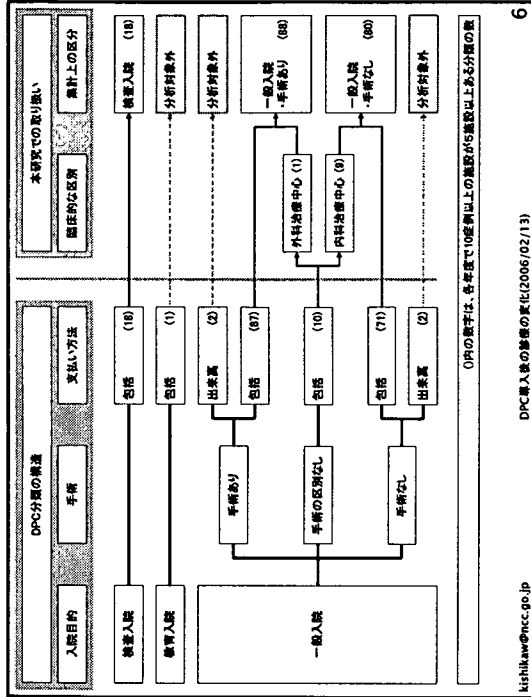 DPC分類の構造
本研究での取り扱い
入院目的
手術
支払い方法
臨床的な区別
集計上の区分
検査入院
包括 (18)
検査入院 (18)
教育入院
包括 (1)
分析対象外
一般入院
手術あり
出来高 (2)
分析対象外
包括 (87)
一般入院・手術あり (88)
手術の区別なし
包括 (10)
外科治療中心 (1)
内科治療中心 (9)
手術なし
包括 (71)
一般入院・手術なし (80)
出来高 (2)
分析対象外
()内の数字は、各年度で10症例以上の施設が5施設以上ある分類の数
kishikaw@ncc.go.jp
DPC導入後の診療の変化(2006/02/13)
6